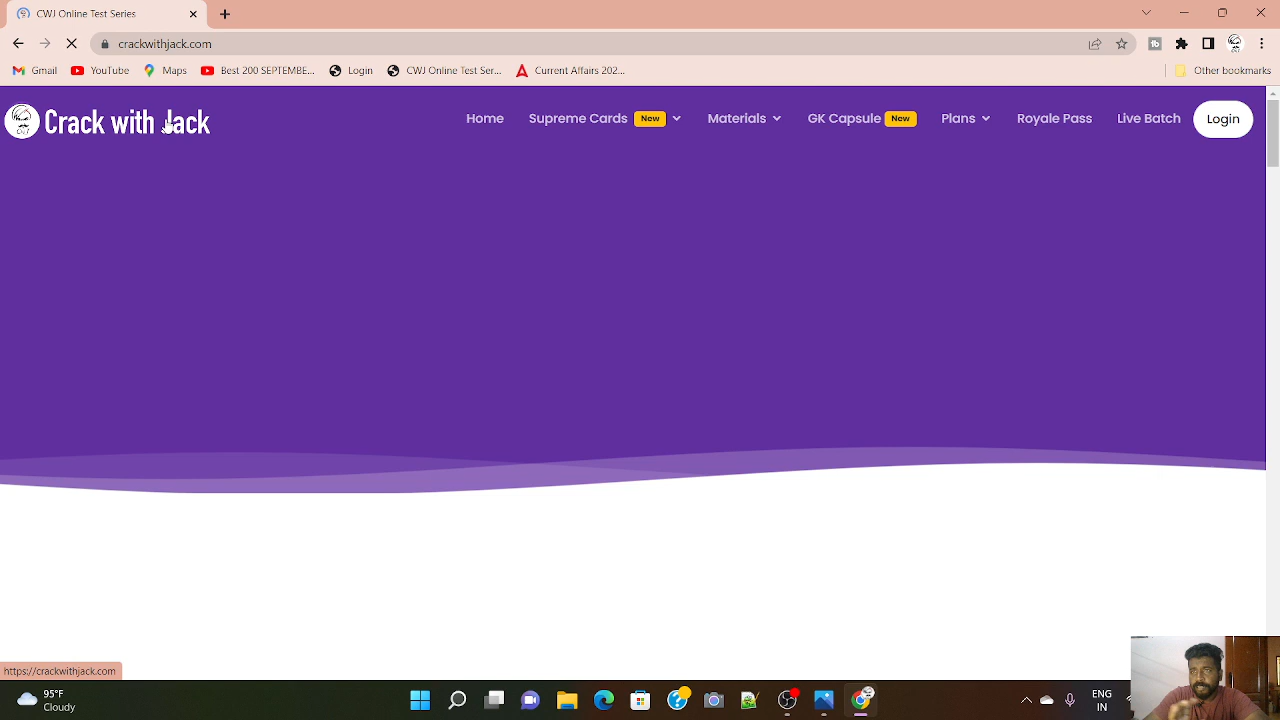 CWJ Online Test Series
crackwithjack.com
Gmail
YouTube
Maps
Best 200 SEPTEMBE...
Login
CWJ Online Test Ser...
Current Affairs 202...
Other bookmarks
Crack with Jack
Home
Supreme Cards New
Materials
GK Capsule New
Plans
Royale Pass
Live Batch
Login
https://crackwithjack.com
95°F
Cloudy
ENG
IN